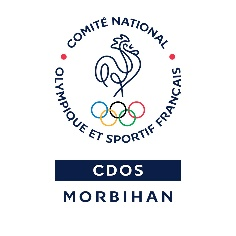 COMITÉ NATIONAL
OLYMPIQUE ET SPORTIF FRANÇAIS
CDOS
MORBIHAN